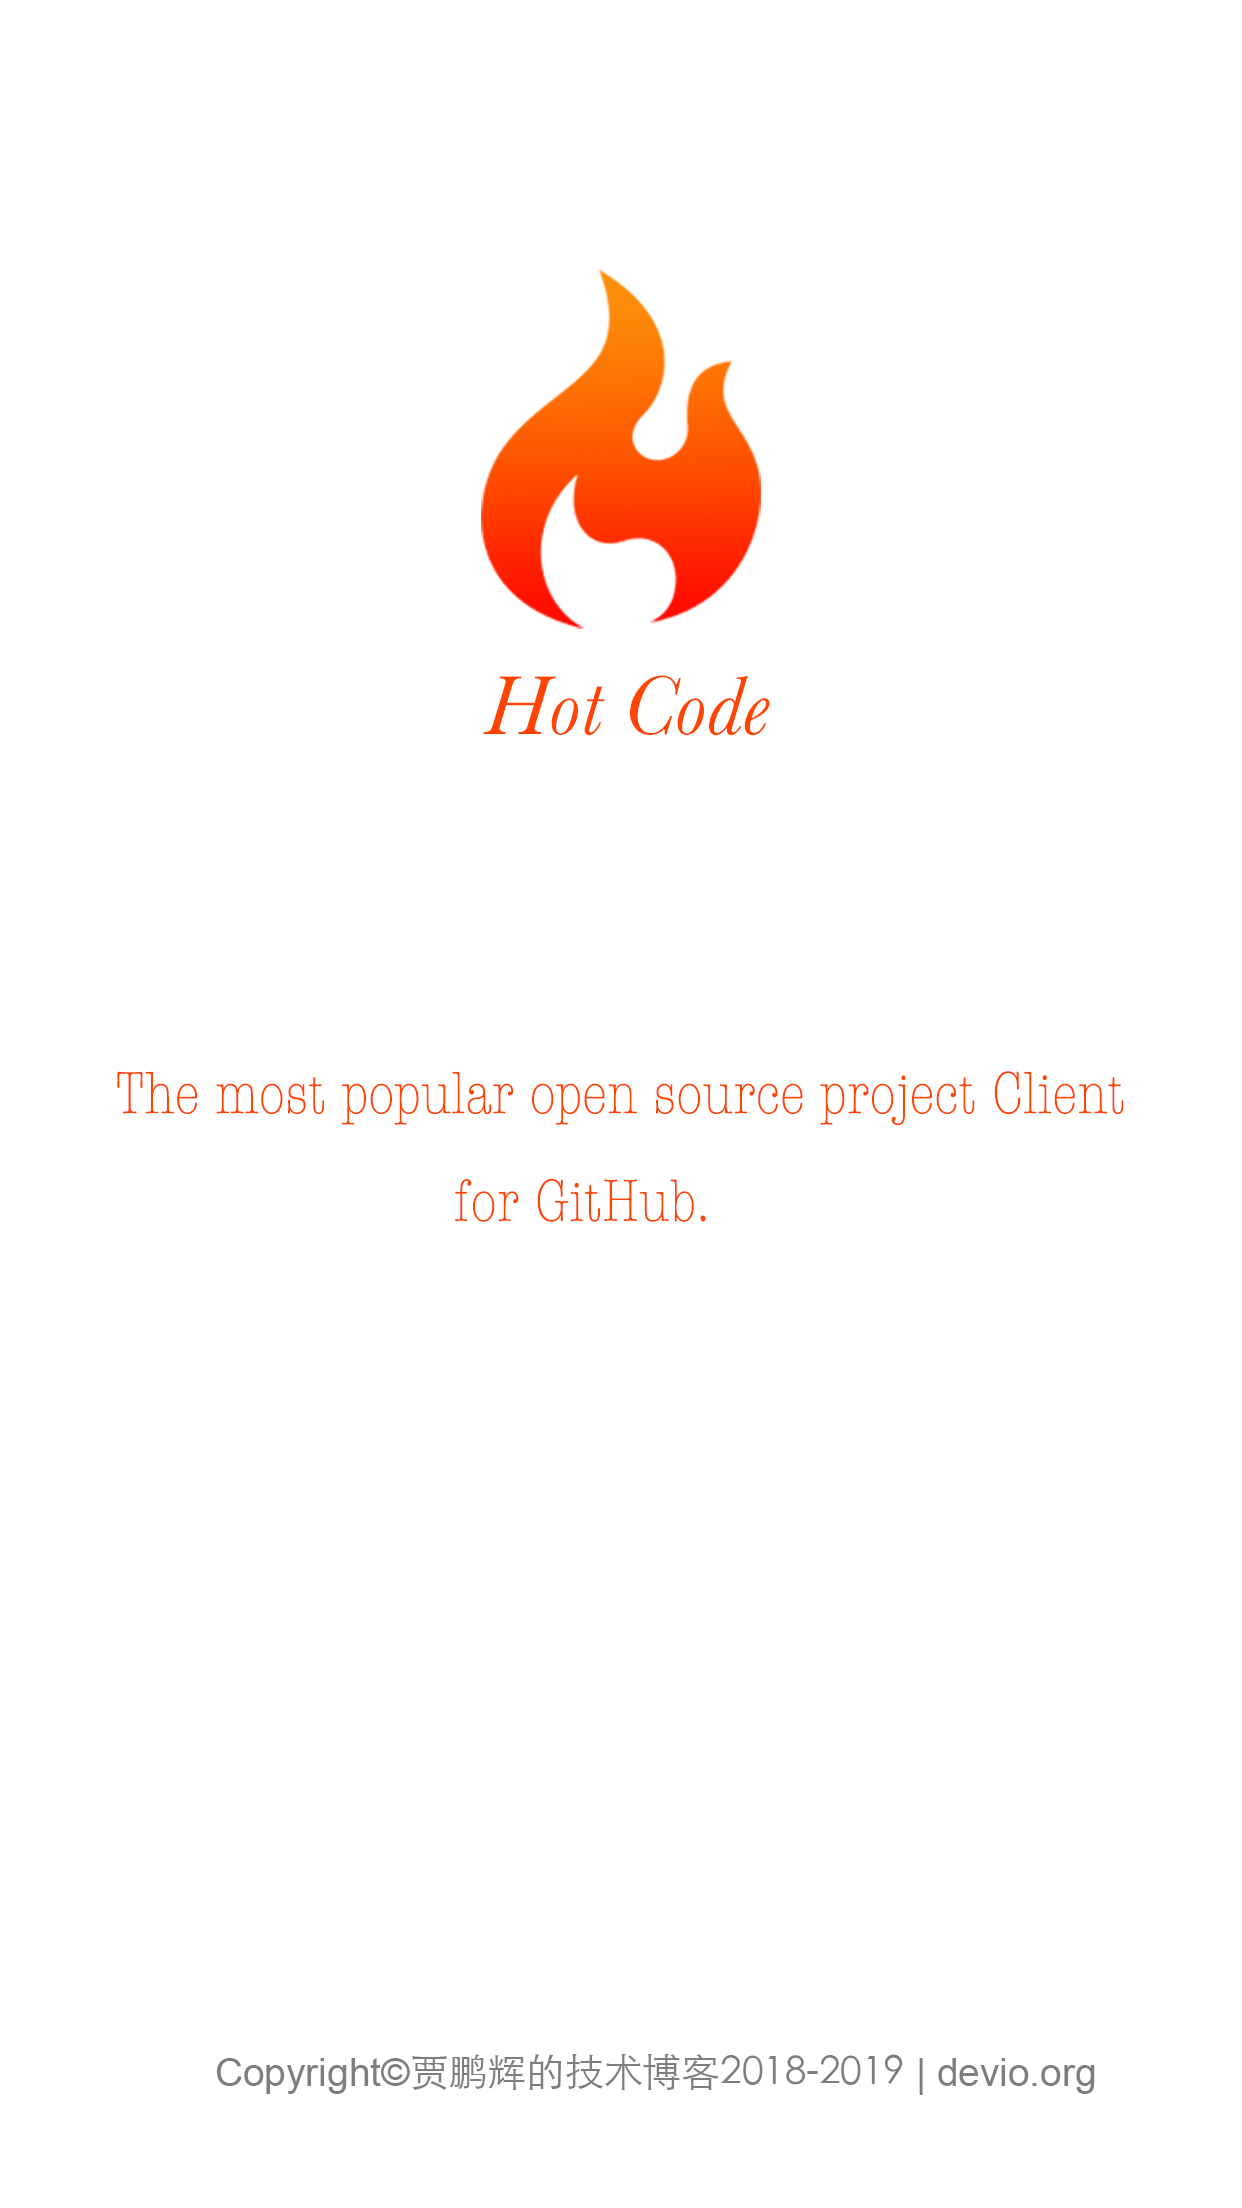 Hot Code
The most popular open source project Client
for GitHub.
Copyright©贾鹏辉的技术博客2018-2019 | devio.org